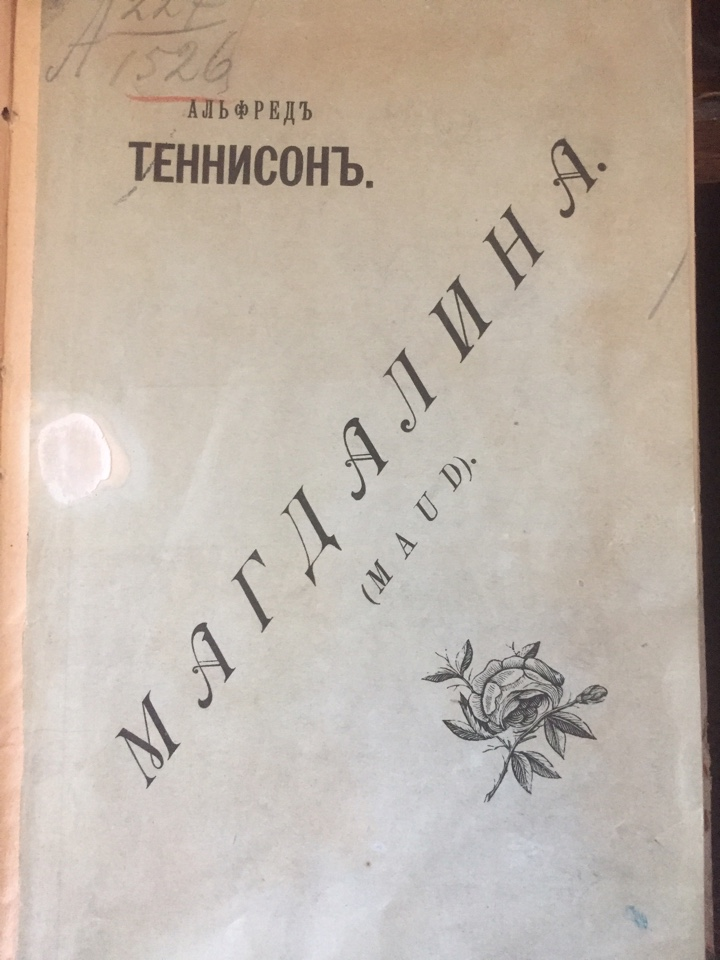 А 227
1526
АЛЬФРЕДЪ
ТЕННИСОНЪ.
МАГДАЛИНА.
(MAUD).